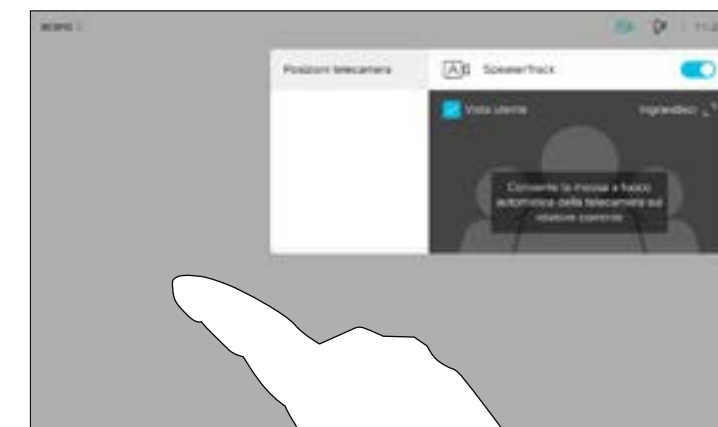 Posizioni telecamera
SpeakerTrack
Vista utente
Ingrandisci
Consente la messa a fuoco
automatica della telecamera sul
relatore corrente